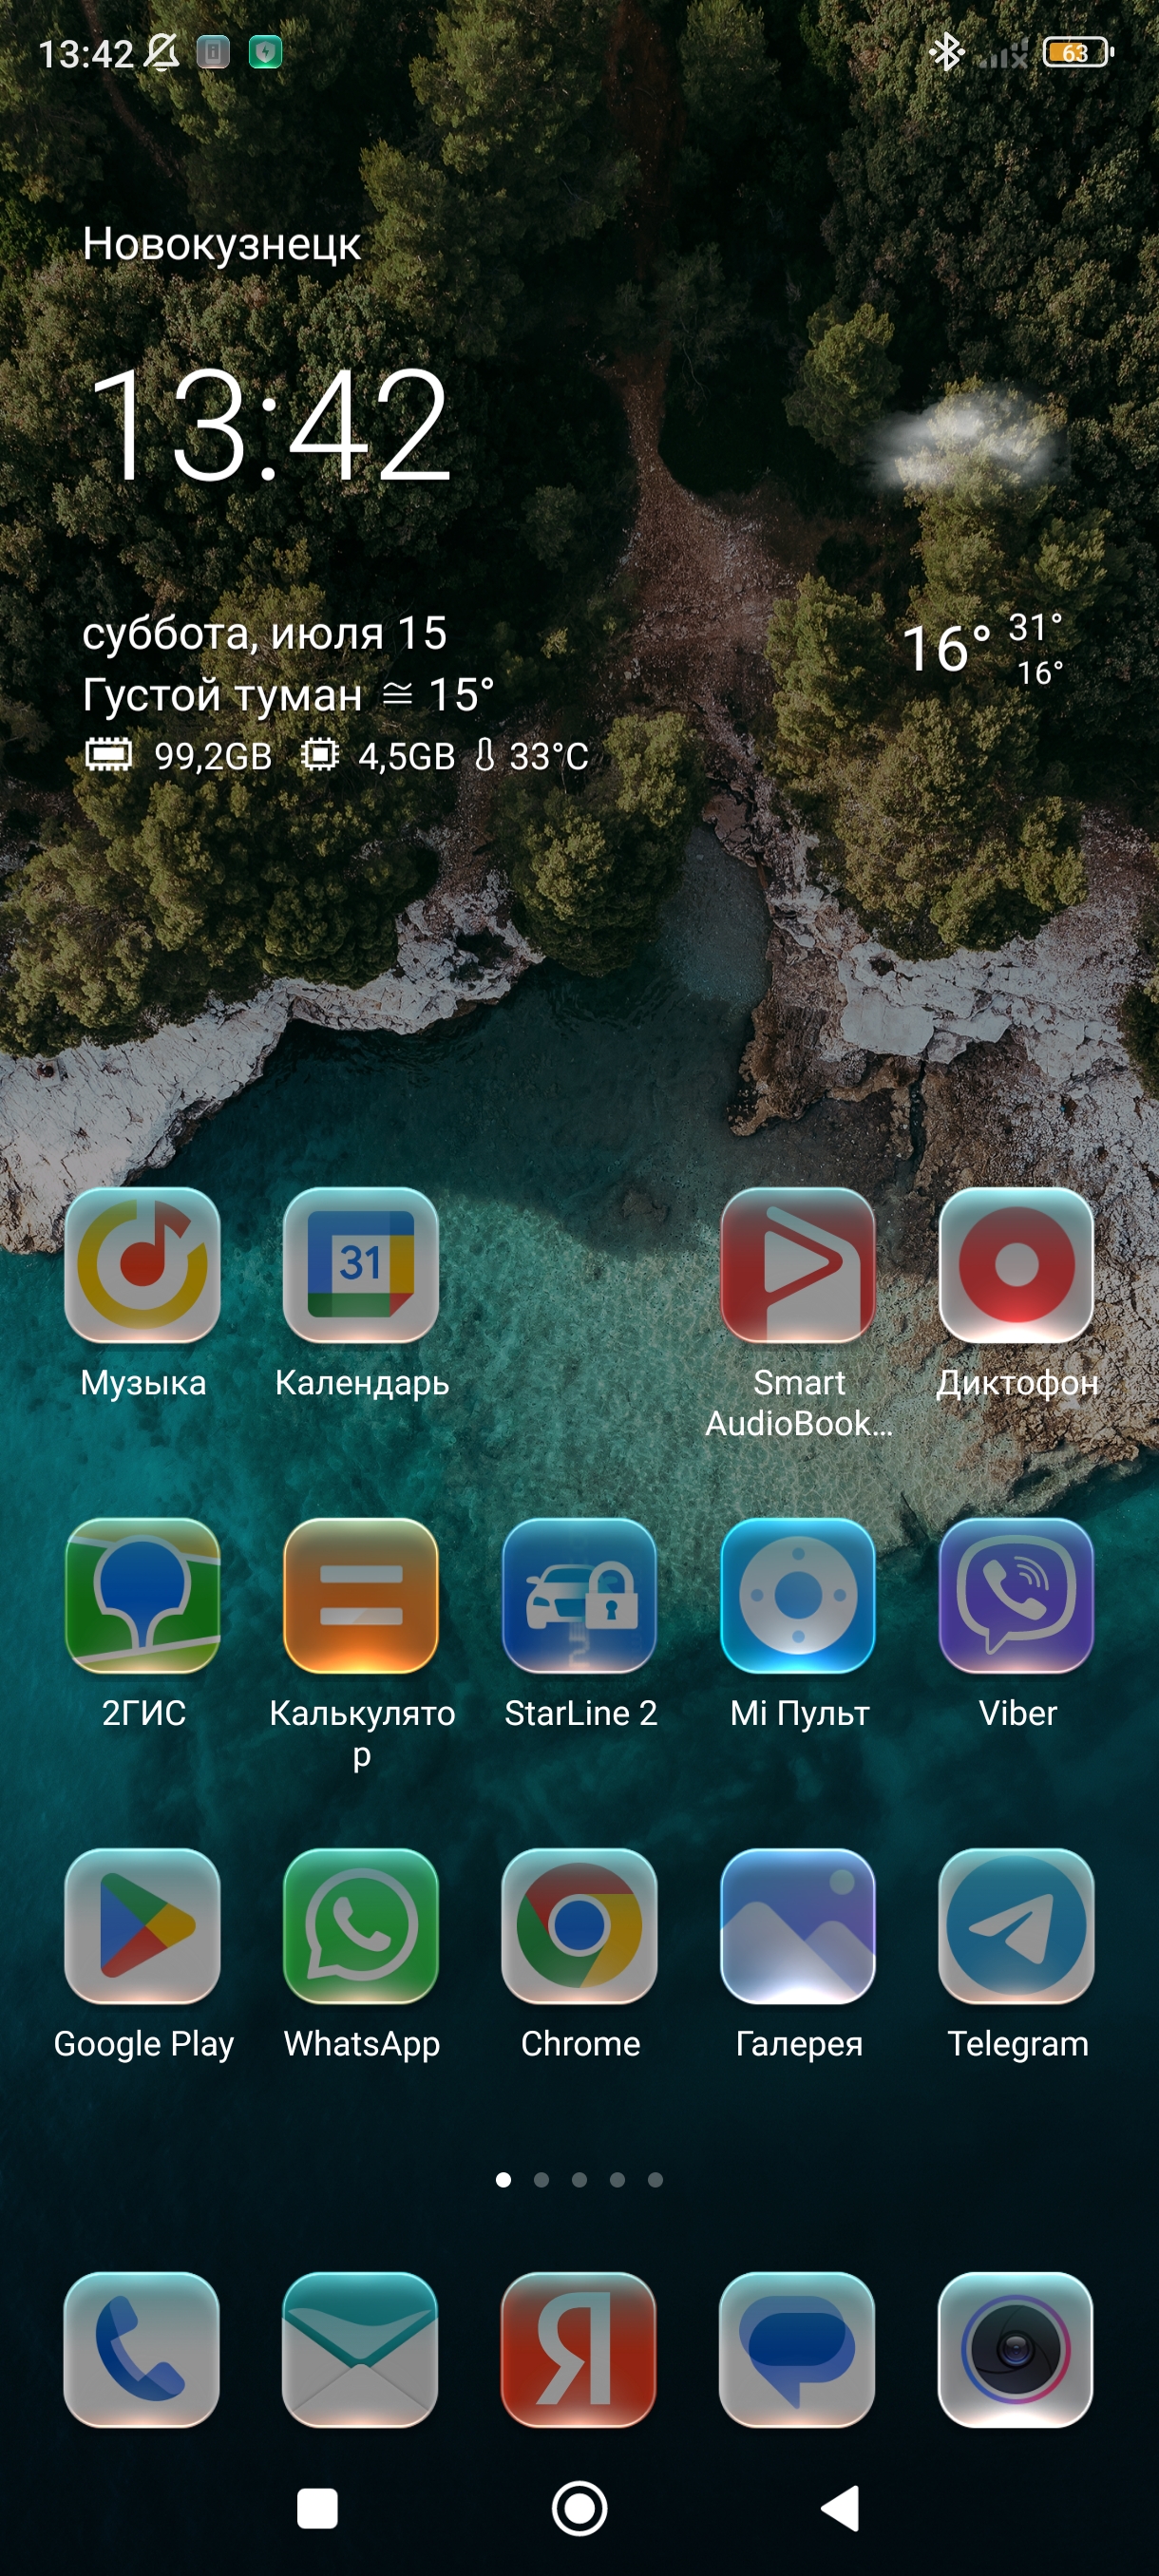 13:42
63
Новокузнецк
13:42
суббота, июля 15
Густой туман ≅ 15°
99,2GB 4,5GB 33°C
16° 31°
16°
31
Музыка
Календарь
Smart
AudioBook...
Диктофон
2ГИС
Калькулято
р
StarLine 2
Mi Пульт
Viber
Google Play
WhatsApp
Chrome
Галерея
Telegram
Я